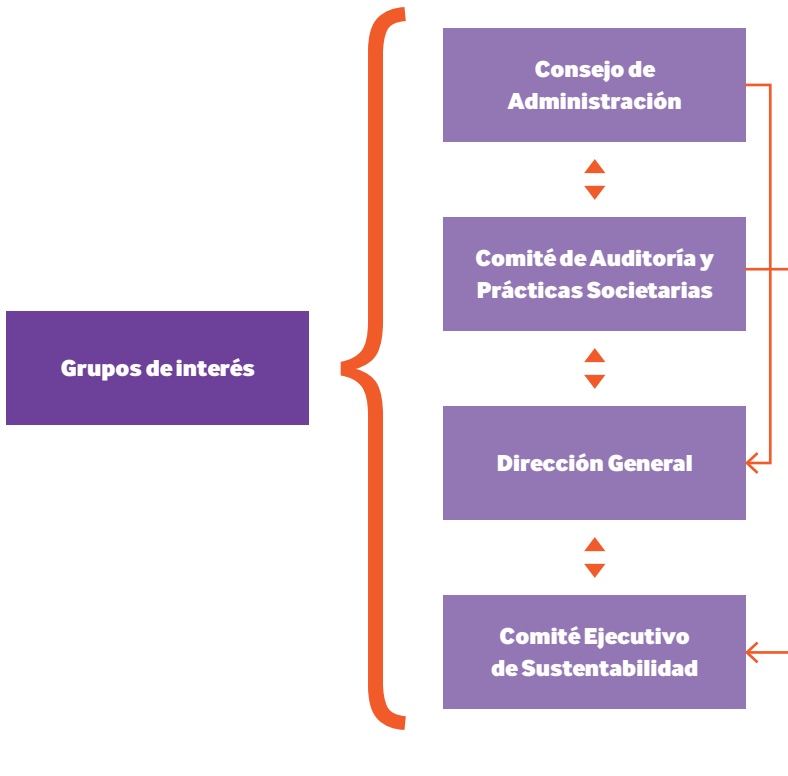 Consejo de
Administración
Comité de Auditoría y
Prácticas Societarias
Grupos de interés
Dirección General
Comité Ejecutivo
de Sustentabilidad